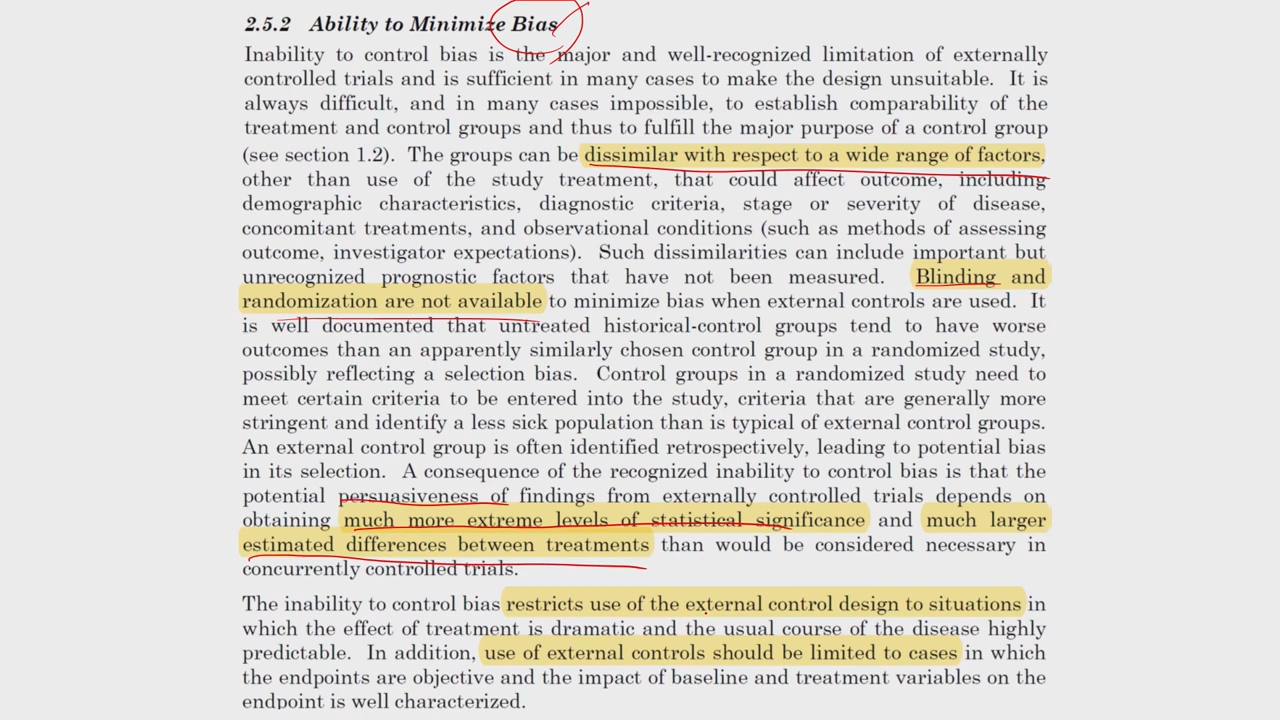 2.5.2 Ability to Minimize Bias
Inability to control bias is the major and well-recognized limitation of externally
controlled trials and is sufficient in many cases to make the design unsuitable. It is
always difficult, and in many cases impossible, to establish comparability of the
treatment and control groups and thus to fulfill the major purpose of a control group
(see section 1.2). The groups can be dissimilar with respect to a wide range of factors,
other than use of the study treatment, that could affect outcome, including
demographic characteristics, diagnostic criteria, stage or severity of disease,
concomitant treatments, and observational conditions (such as methods of assessing
outcome, investigator expectations). Such dissimilarities can include important but
unrecognized prognostic factors that have not been measured. Blinding and
randomization are not available to minimize bias when external controls are used. It
is well documented that untreated historical-control groups tend to have worse
outcomes than an apparently similarly chosen control group in a randomized study,
possibly reflecting a selection bias. Control groups in a randomized study need to
meet certain criteria to be entered into the study, criteria that are generally more
stringent and identify a less sick population than is typical of external control groups.
An external control group is often identified retrospectively, leading to potential bias
in its selection. A consequence of the recognized inability to control bias is that the
potential persuasiveness of findings from externally controlled trials depends on
obtaining much more extreme levels of statistical significance and much larger
estimated differences between treatments than would be considered necessary in
concurrently controlled trials.
The inability to control bias restricts use of the external control design to situations in
which the effect of treatment is dramatic and the usual course of the disease highly
predictable. In addition, use of external controls should be limited to cases in which
the endpoints are objective and the impact of baseline and treatment variables on the
endpoint is well characterized.